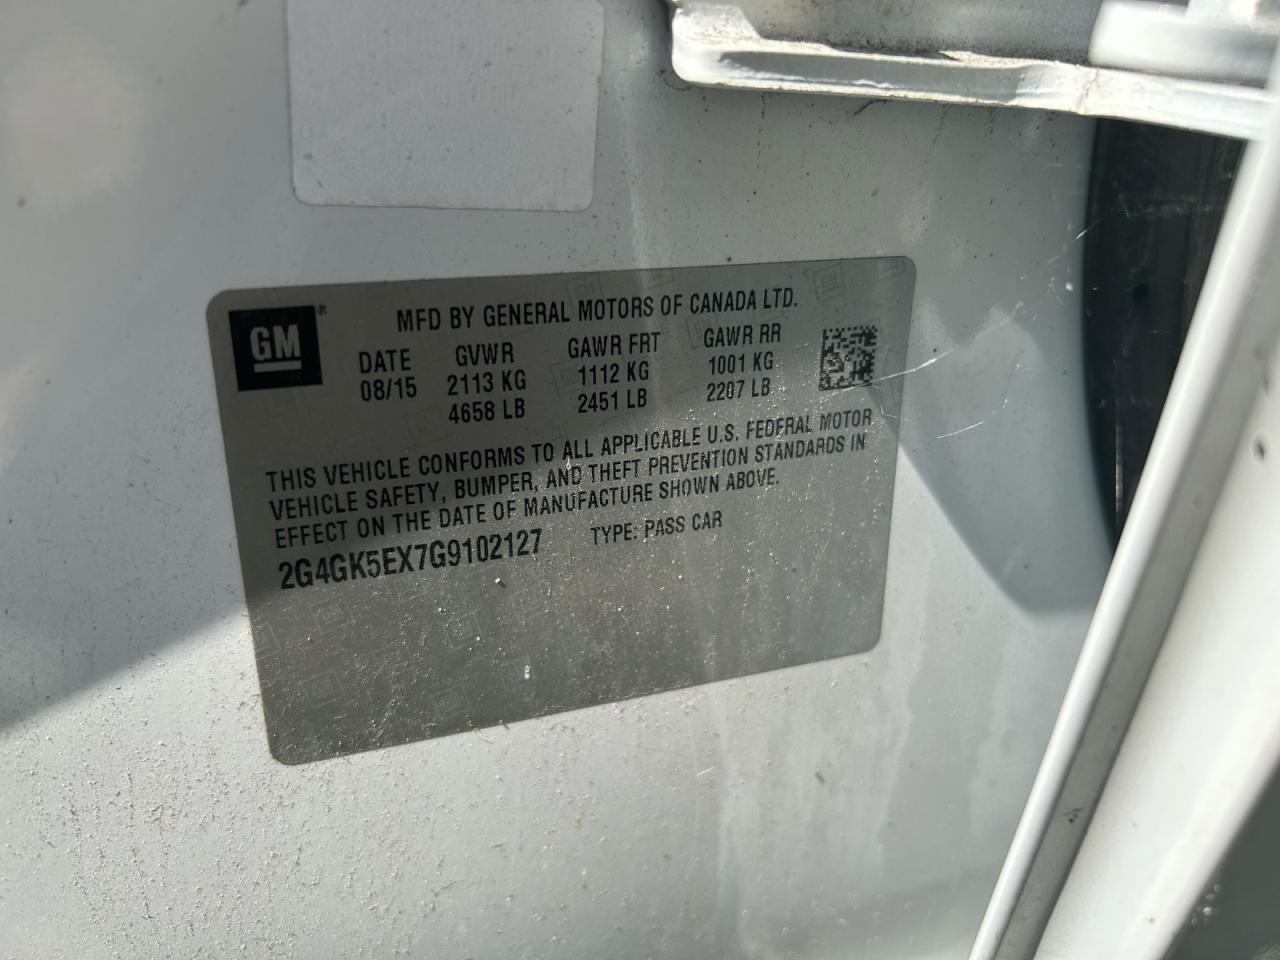 GM®
MFD BY GENERAL MOTORS OF CANADA LTD.
DATE GVWR GAWR FRT GAWR RR
08/15 2113 KG 1112 KG 1001 KG
4658 LB 2451 LB 2207 LB
THIS VEHICLE CONFORMS TO ALL APPLICABLE U.S. FEDERAL MOTOR
VEHICLE SAFETY, BUMPER, AND THEFT PREVENTION STANDARDS IN
EFFECT ON THE DATE OF MANUFACTURE SHOWN ABOVE.
2G4GK5EX7G9102127 TYPE: PASS CAR